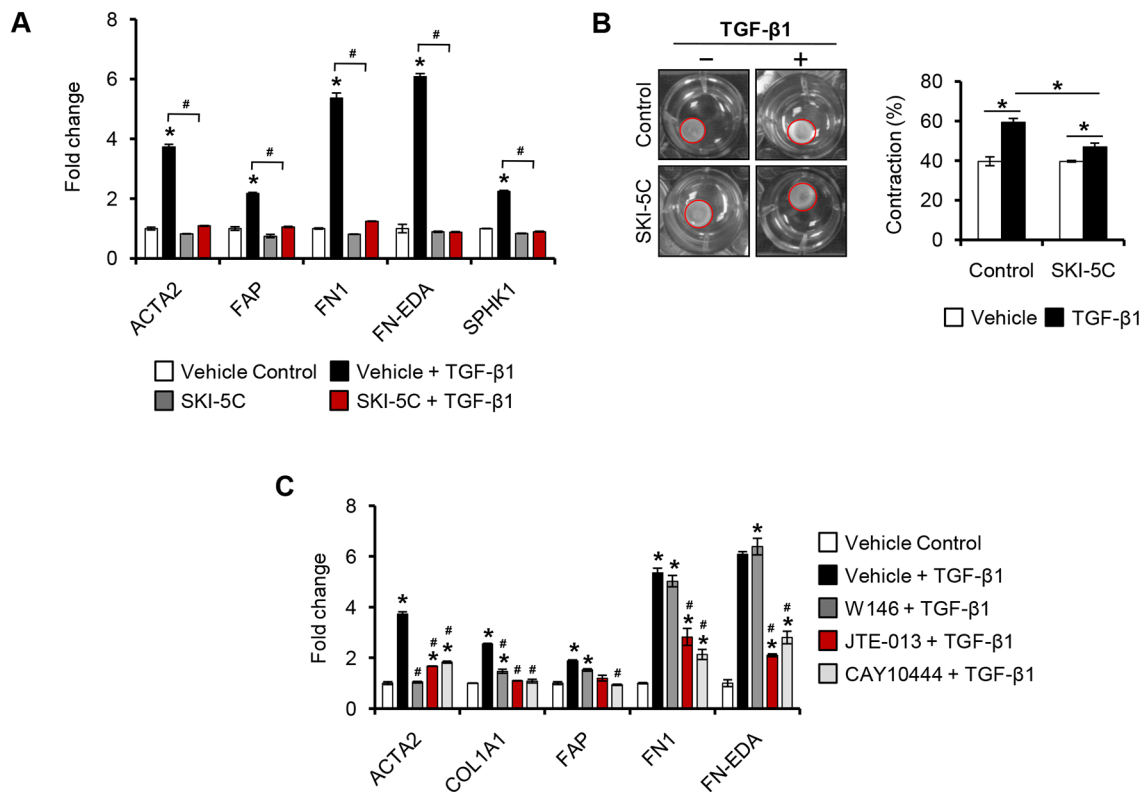 A
Fold change
8
6
4
2
0
*
#
*
#
*
#
*
#
*
#
ACTA2
FAP
FN1
FN-EDA
SPHK1
Vehicle Control
Vehicle + TGF-β1
SKI-5C
SKI-5C + TGF-β1
B
TGF-β1
− +
Control
SKI-5C
Contraction (%)
80
60
40
20
0
*
*
*
Control SKI-5C
Vehicle TGF-β1
C
Fold change
8
6
4
2
0
*
#
#
*
#
*
*
#
*
#
#
*
*
#
*
*
#
*
#
*
*
#
*
#
*
ACTA2
COL1A1
FAP
FN1
FN-EDA
Vehicle Control
Vehicle + TGF-β1
W146 + TGF-β1
JTE-013 + TGF-β1
CAY10444 + TGF-β1